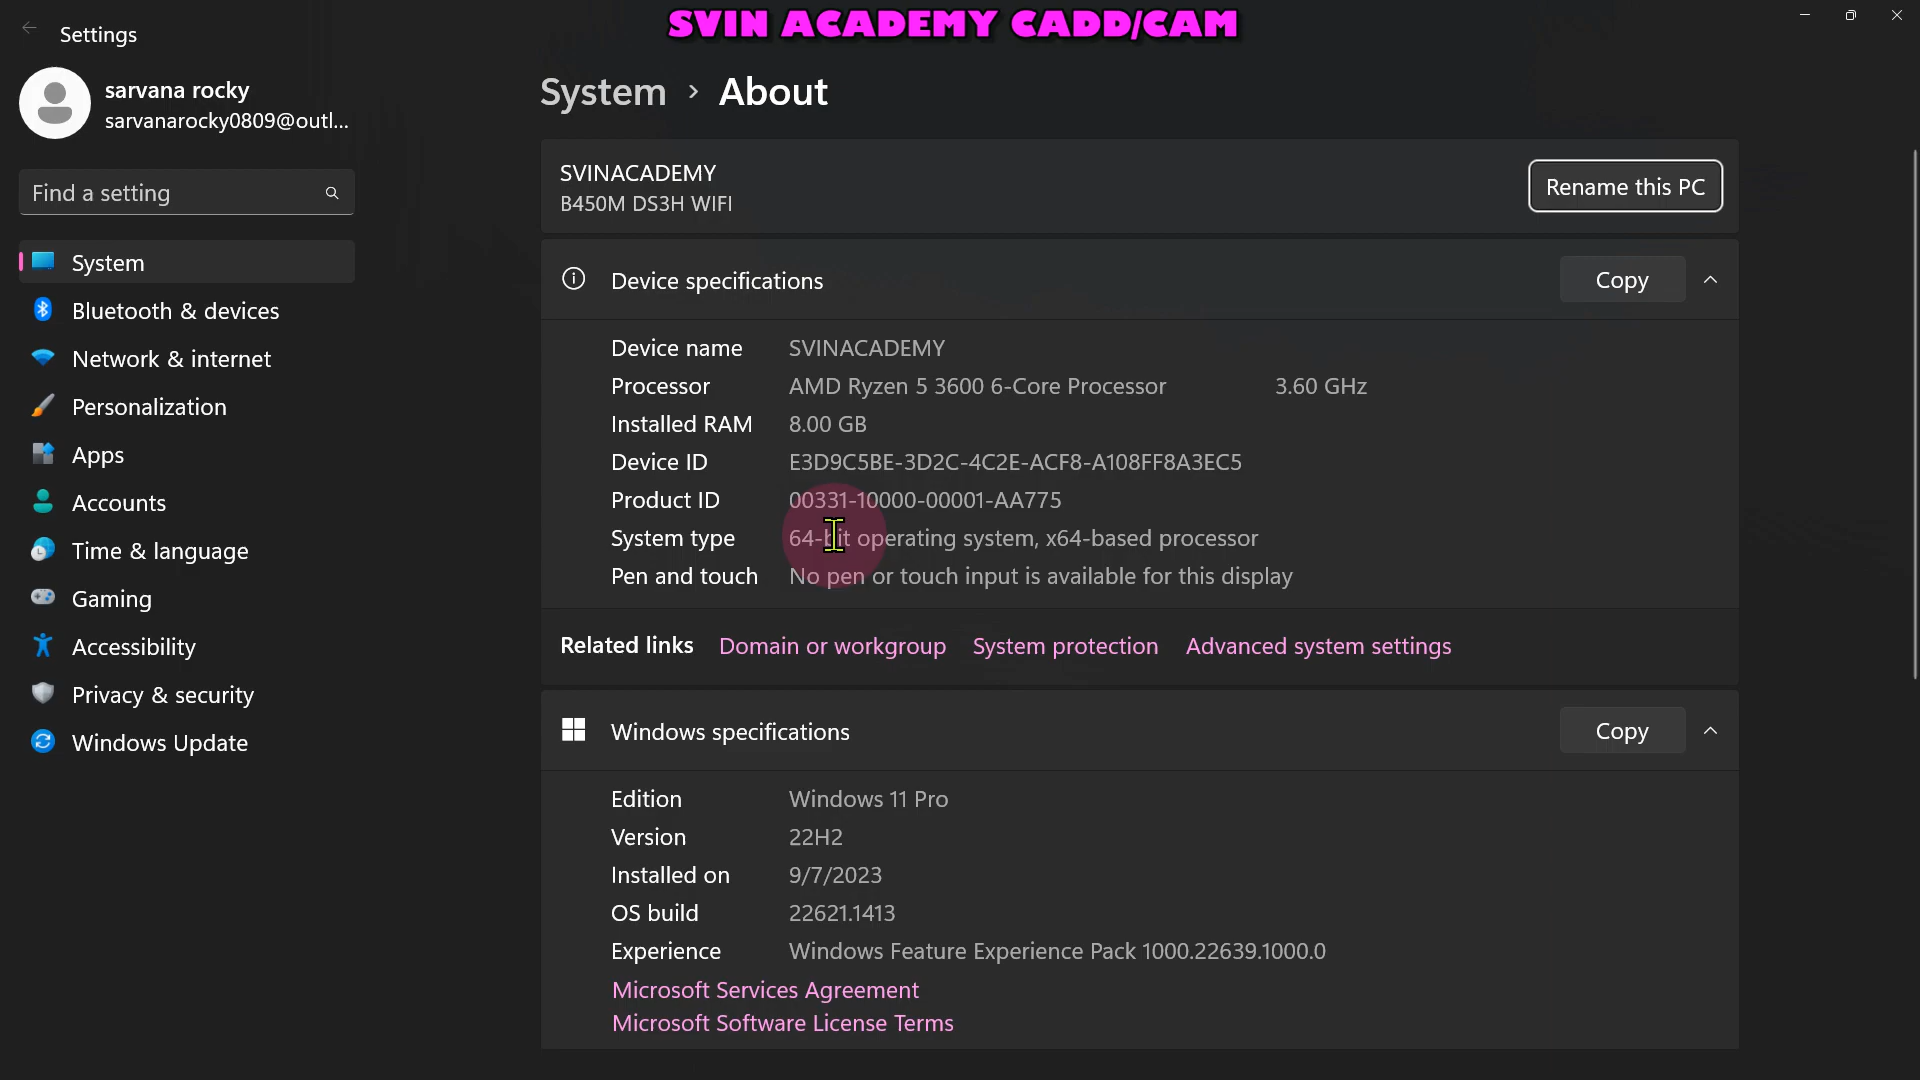 SVIN ACADEMY CADD/CAM
Settings
sarvana rocky
sarvanarocky0809@outl...
Find a setting
System
Bluetooth & devices
Network & internet
Personalization
Apps
Accounts
Time & language
Gaming
Accessibility
Privacy & security
Windows Update
System > About
SVINACADEMY
B450M DS3H WIFI
Rename this PC
Device specifications
Copy
Device name SVINACADEMY
Processor AMD Ryzen 5 3600 6-Core Processor 3.60 GHz
Installed RAM 8.00 GB
Device ID E3D9C5BE-3D2C-4C2E-ACF8-A108FF8A3EC5
Product ID 00331-10000-00001-AA775
System type 64-bit operating system, x64-based processor
Pen and touch No pen or touch input is available for this display
Related links Domain or workgroup System protection Advanced system settings
Windows specifications
Copy
Edition Windows 11 Pro
Version 22H2
Installed on 9/7/2023
OS build 22621.1413
Experience Windows Feature Experience Pack 1000.22639.1000.0
Microsoft Services Agreement
Microsoft Software License Terms